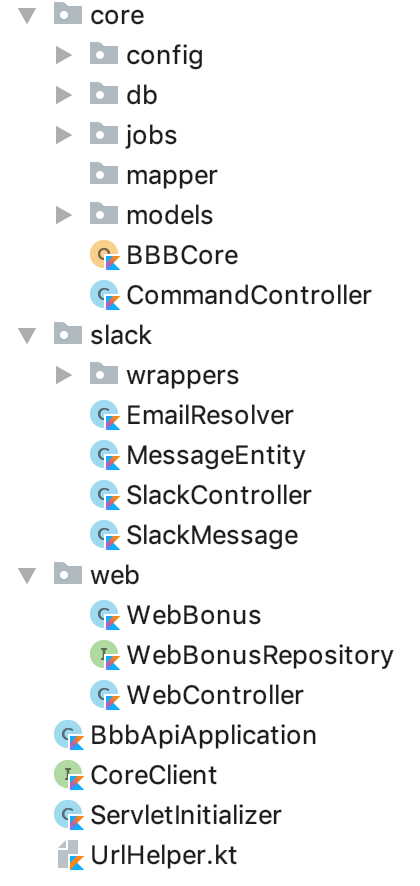 core
config
db
jobs
mapper
models
BBBCore
CommandController
slack
wrappers
EmailResolver
MessageEntity
SlackController
SlackMessage
web
WebBonus
WebBonusRepository
WebController
BbbApiApplication
CoreClient
ServletInitializer
UrlHelper.kt